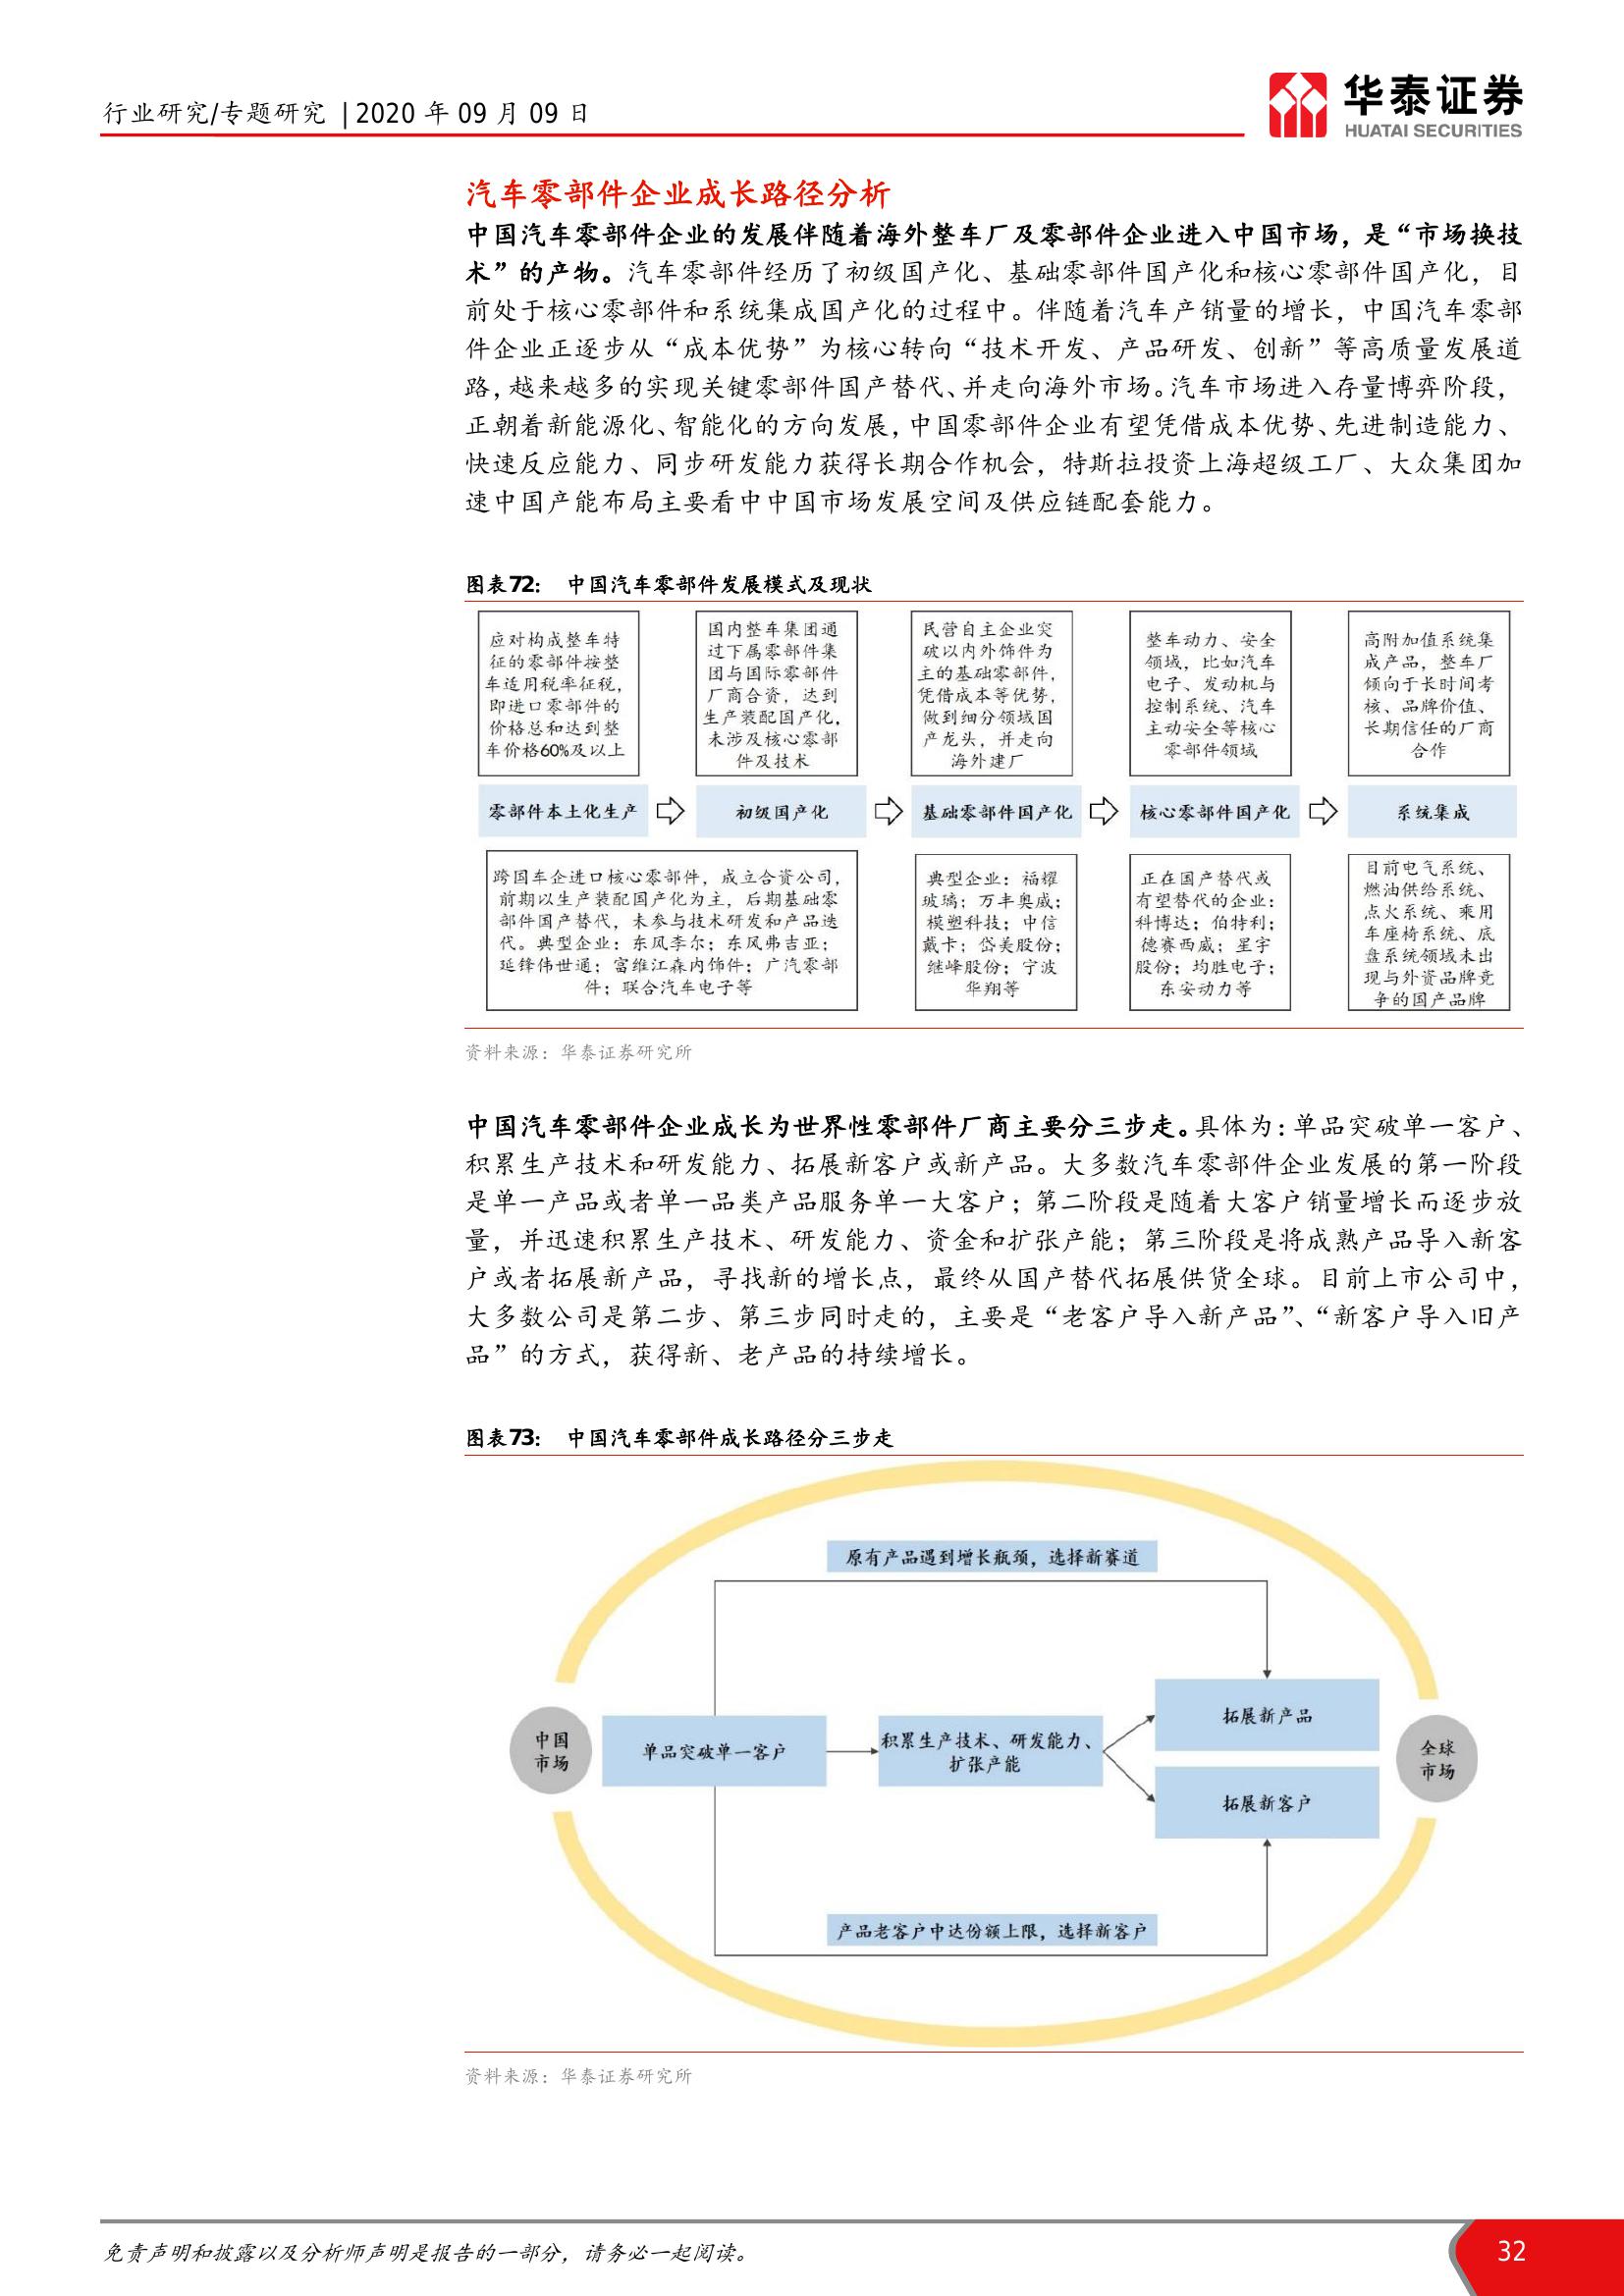 行业研究/专题研究 | 2020 年 09 月 09 日
华泰证券
HUATAI SECURITIES
汽车零部件企业成长路径分析
中国汽车零部件企业的发展伴随着海外整车厂及零部件企业进入中国市场，是“市场换技
术”的产物。汽车零部件经历了初级国产化、基础零部件国产化和核心零部件国产化，目
前处于核心零部件和系统集成国产化的过程中。伴随着汽车产销量的增长，中国汽车零部
件企业正逐步从“成本优势”为核心转向“技术开发、产品研发、创新”等高质量发展道
路，越来越多的实现关键零部件国产替代、并走向海外市场。汽车市场进入存量博弈阶段，
正朝着新能源化、智能化的方向发展，中国零部件企业有望凭借成本优势、先进制造能力、
快速反应能力、同步研发能力获得长期合作机会，特斯拉投资上海超级工厂、大众集团加
速中国产能布局主要看中中国市场发展空间及供应链配套能力。
图表72： 中国汽车零部件发展模式及现状
应对构成整车特
征的零部件按整
车适用税率征税，
即进口零部件的
价格总和达到整
车价格60%及以上
国内整车集团通
过下属零部件集
团与国际零部件
厂商合资，达到
生产装配国产化，
未涉及核心零部
件及技术
民营自主企业突
破以内外饰件为
主的基础零部件，
凭借成本等优势，
做到细分领域国
产龙头，并走向
海外建厂
整车动力、安全
领域，比如汽车
电子、发动机与
控制系统、汽车
主动安全等核心
零部件领域
高附加值系统集
成产品，整车厂
倾向于长时间考
核、品牌价值、
长期信任的厂商
合作
零部件本土化生产
初级国产化
基础零部件国产化
核心零部件国产化
系统集成
跨国车企进口核心零部件，成立合资公司，
前期以生产装配国产化为主，后期基础零
部件国产替代，未参与技术研发和产品迭
代。典型企业：东风李尔；东风弗吉亚；
延锋伟世通；富维江森内饰件；广汽零部
件；联合汽车电子等
典型企业：福耀
玻璃；万丰奥威；
模塑科技；中信
戴卡；岱美股份；
继峰股份；宁波
华翔等
正在国产替代或
有望替代的企业：
科博达；伯特利；
德赛西威；星宇
股份；均胜电子；
东安动力等
目前电气系统、
燃油供给系统、
点火系统、乘用
车座椅系统、底
盘系统领域未出
现与外资品牌竞
争的国产品牌
资料来源：华泰证券研究所
中国汽车零部件企业成长为世界性零部件厂商主要分三步走。具体为：单品突破单一客户、
积累生产技术和研发能力、拓展新客户或新产品。大多数汽车零部件企业发展的第一阶段
是单一产品或者单一品类产品服务单一大客户；第二阶段是随着大客户销量增长而逐步放
量，并迅速积累生产技术、研发能力、资金和扩张产能；第三阶段是将成熟产品导入新客
户或者拓展新产品，寻找新的增长点，最终从国产替代拓展供货全球。目前上市公司中，
大多数公司是第二步、第三步同时走的，主要是“老客户导入新产品”、“新客户导入旧产
品”的方式，获得新、老产品的持续增长。
图表73： 中国汽车零部件成长路径分三步走
原有产品遇到增长瓶颈，选择新赛道
中国
市场
单品突破单一客户
积累生产技术、研发能力、
扩张产能
拓展新产品
拓展新客户
全球
市场
产品老客户中达份额上限，选择新客户
资料来源：华泰证券研究所
免责声明和披露以及分析师声明是报告的一部分，请务必一起阅读。
32